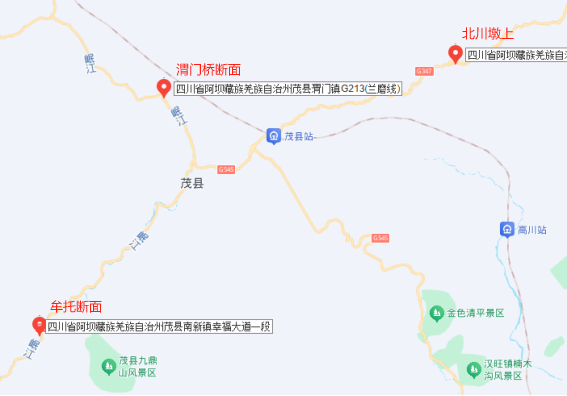 北川墩上
四川省阿坝藏族羌族自治
G347
渭门桥断面
四川省阿坝藏族羌族自治州茂县渭门镇G213(兰磨线)
岷江
岷江
茂县站
G545
茂县
高川站
岷江
G545
牟托断面
四川省阿坝藏族羌族自治州茂县南新镇幸福大道一段
金色清平景区
岷江
茂县九鼎
山风景区
汉旺镇楠木
沟风景区